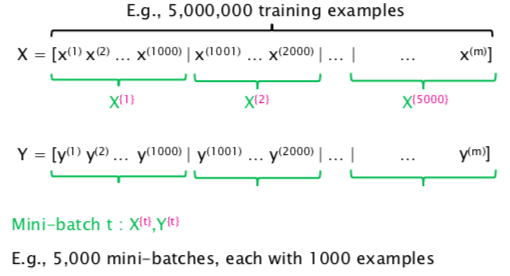 E.g., 5,000,000 training examples
X = [x⁽¹⁾ x⁽²⁾ ... x⁽¹⁰⁰⁰⁾ | x⁽¹⁰⁰¹⁾ ... x⁽²⁰⁰⁰⁾ | ... | ... x⁽ᵐ⁾]
X{1} X{2} X{5000}
Y = [y⁽¹⁾ y⁽²⁾ ... y⁽¹⁰⁰⁰⁾ | y⁽¹⁰⁰¹⁾ ... y⁽²⁰⁰⁰⁾ | ... | ... y⁽ᵐ⁾]
Mini-batch t : X{t},Y{t}
E.g., 5,000 mini-batches, each with 1000 examples